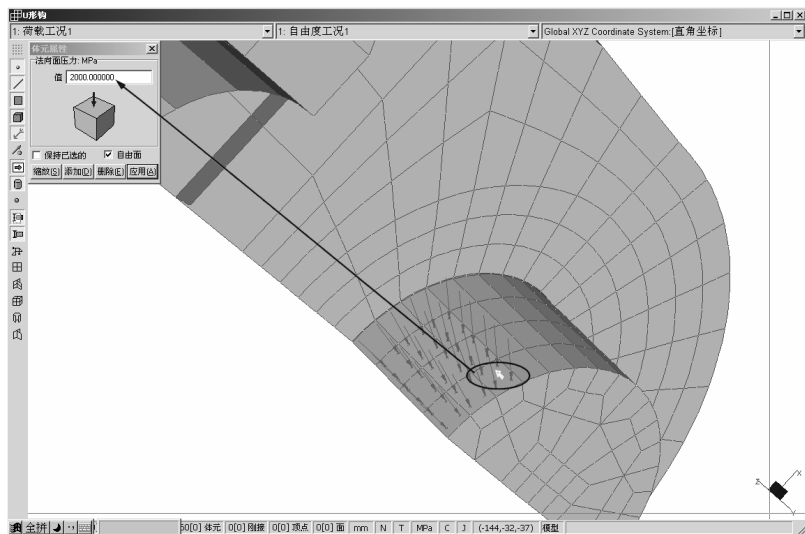 U形钩
1: 荷载工况1
1: 自由度工况1
Global XYZ Coordinate System:[直角坐标]
体元属性
法向面压力: MPa
值 2000.000000
保持已选的 自由面
缩放(S) 添加(D) 删除(E) 应用(A)
Z X Y
全拼
60[0] 体元 0[0] 刚接 0[0] 顶点 0[0] 面 mm N T MPa C J (-144,-32,-37) 模型